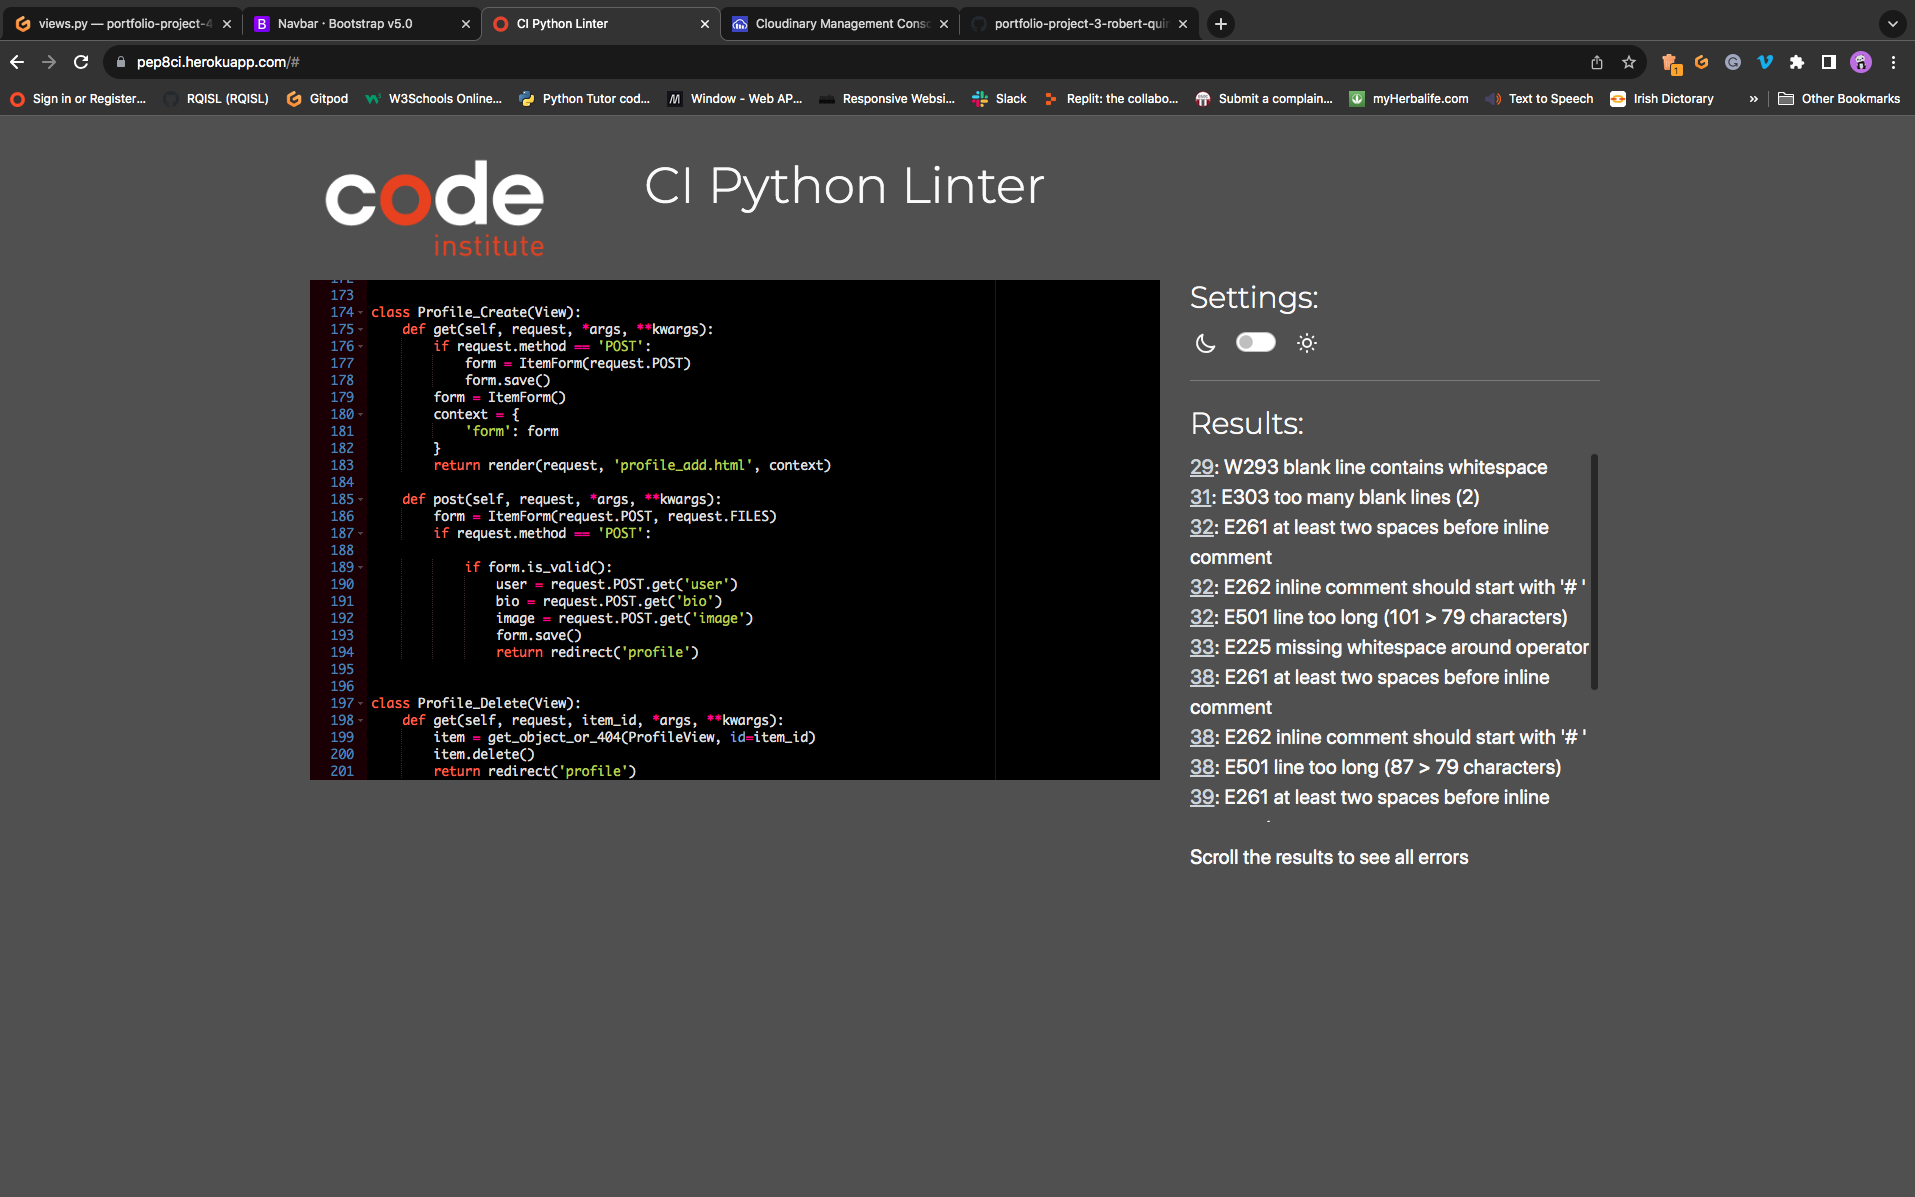 views.py — portfolio-project-4
Navbar · Bootstrap v5.0
CI Python Linter
Cloudinary Management Conso
portfolio-project-3-robert-quin
pep8ci.herokuapp.com/#
1
Sign in or Register...
RQISL (RQISL)
Gitpod
W3Schools Online...
Python Tutor cod...
Window - Web AP...
Responsive Websi...
Slack
Replit: the collabo...
Submit a complain...
myHerbalife.com
Text to Speech
Irish Dictorary
»
Other Bookmarks
code
institute
CI Python Linter
172
173
174 class Profile_Create(View):
175     def get(self, request, *args, **kwargs):
176         if request.method == 'POST':
177             form = ItemForm(request.POST)
178             form.save()
179         form = ItemForm()
180         context = {
181             'form': form
182         }
183         return render(request, 'profile_add.html', context)
184
185     def post(self, request, *args, **kwargs):
186         form = ItemForm(request.POST, request.FILES)
187         if request.method == 'POST':
188
189             if form.is_valid():
190                 user = request.POST.get('user')
191                 bio = request.POST.get('bio')
192                 image = request.POST.get('image')
193                 form.save()
194                 return redirect('profile')
195
196
197 class Profile_Delete(View):
198     def get(self, request, item_id, *args, **kwargs):
199         item = get_object_or_404(ProfileView, id=item_id)
200         item.delete()
201         return redirect('profile')
Settings:
Results:
29: W293 blank line contains whitespace
31: E303 too many blank lines (2)
32: E261 at least two spaces before inline
comment
32: E262 inline comment should start with '# '
32: E501 line too long (101 > 79 characters)
33: E225 missing whitespace around operator
38: E261 at least two spaces before inline
comment
38: E262 inline comment should start with '# '
38: E501 line too long (87 > 79 characters)
39: E261 at least two spaces before inline
Scroll the results to see all errors